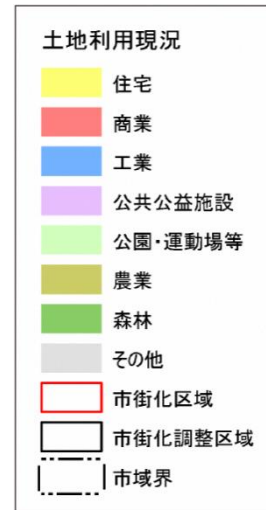 土地利用現況
住宅
商業
工業
公共公益施設
公園・運動場等
農業
森林
その他
市街化区域
市街化調整区域
市域界